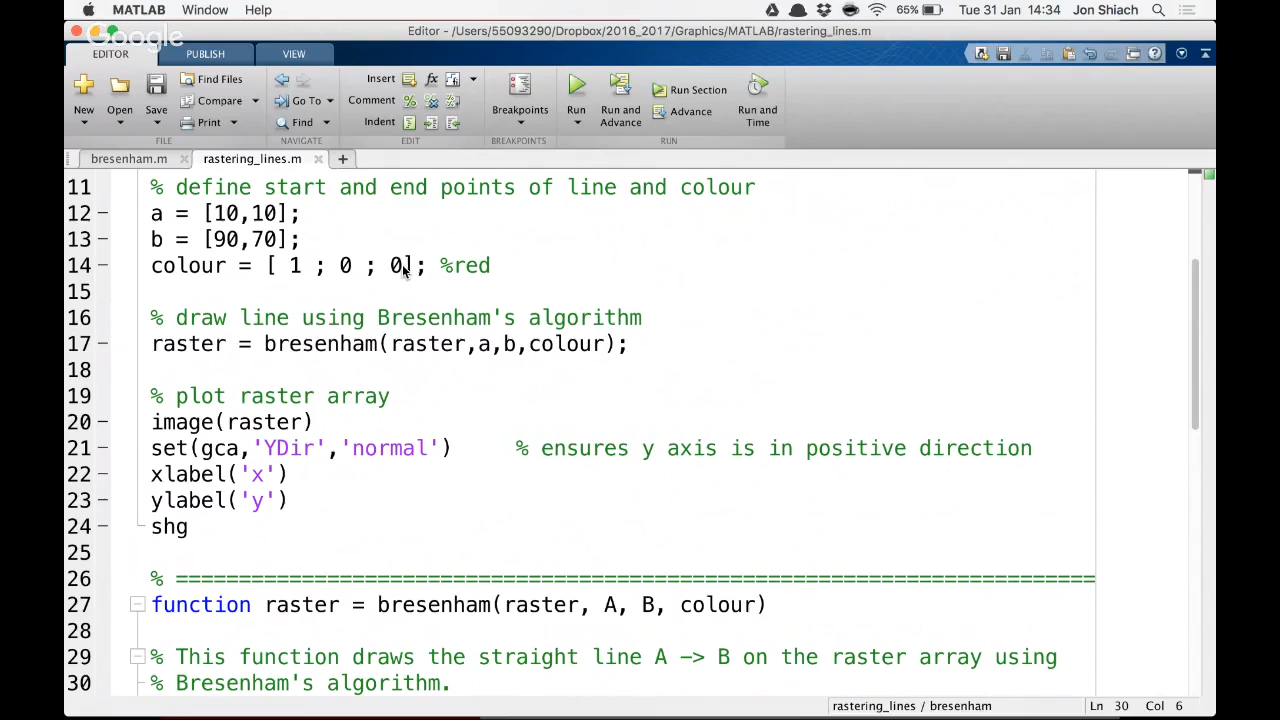 MATLAB Window Help 65% Tue 31 Jan 14:34 Jon Shiach
Google
Editor - /Users/55093290/Dropbox/2016_2017/Graphics/MATLAB/rastering_lines.m
EDITOR PUBLISH VIEW
New Open Save Find Files Compare Print
Go To Find
Insert fx
Comment
Indent
Breakpoints
Run Run and Advance Run Section Advance Run and Time
FILE NAVIGATE EDIT BREAKPOINTS RUN
bresenham.m rastering_lines.m
11 % define start and end points of line and colour
12 a = [10,10];
13 b = [90,70];
14 colour = [ 1 ; 0 ; 0]; %red
15
16 % draw line using Bresenham's algorithm
17 raster = bresenham(raster,a,b,colour);
18
19 % plot raster array
20 image(raster)
21 set(gca,'YDir','normal') % ensures y axis is in positive direction
22 xlabel('x')
23 ylabel('y')
24 shg
25
26 % =========================================================================
27 function raster = bresenham(raster, A, B, colour)
28
29 % This function draws the straight line A -> B on the raster array using
30 % Bresenham's algorithm.
rastering_lines / bresenham Ln 30 Col 6